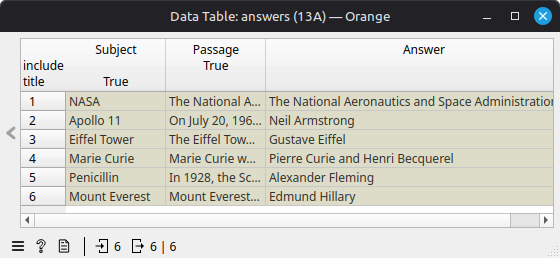 Data Table: answers (13A) — Orange
Subject Passage Answer
include True
title True
1 NASA The National A... The National Aeronautics and Space Administration
2 Apollo 11 On July 20, 196... Neil Armstrong
3 Eiffel Tower The Eiffel Tow... Gustave Eiffel
4 Marie Curie Marie Curie w... Pierre Curie and Henri Becquerel
5 Penicillin In 1928, the Sc... Alexander Fleming
6 Mount Everest Mount Everest... Edmund Hillary
? 6 6 | 6